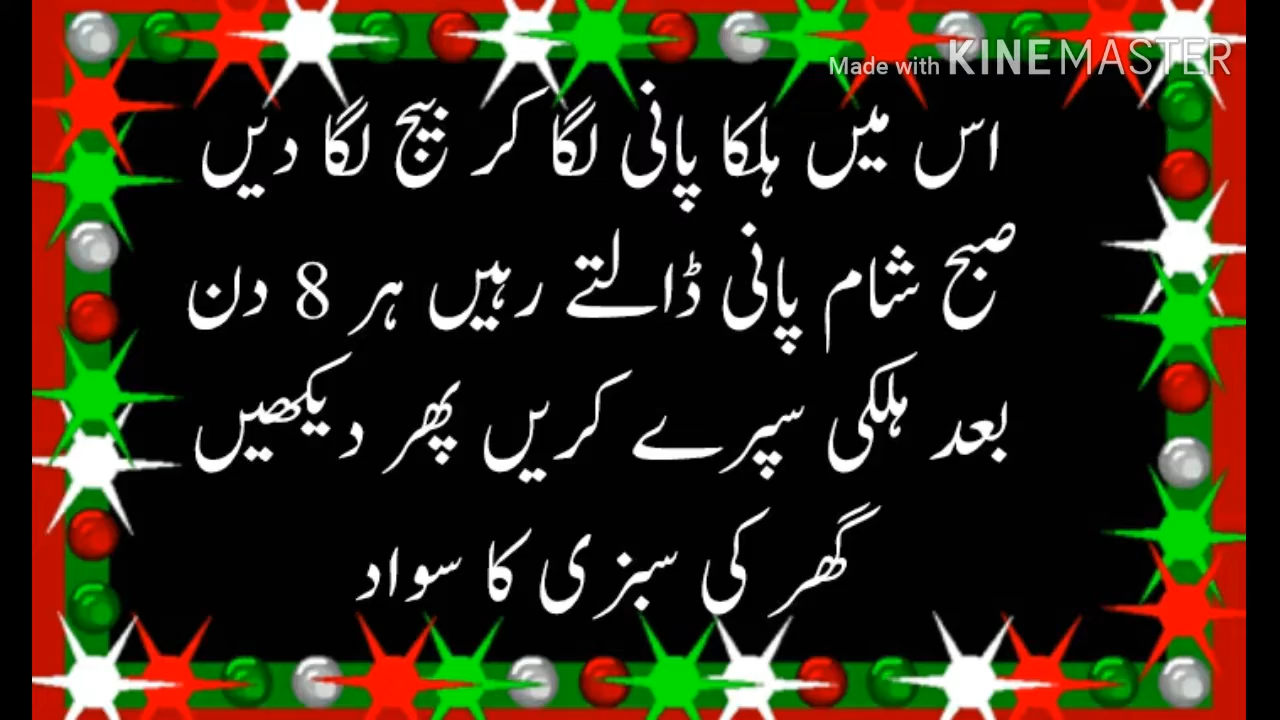 Made with KINEMASTER
اس میں ہلکا پانی لگا کر بیج لگا دیں
صبح شام پانی ڈالتے رہیں ہر 8 دن
بعد ہلکی سپرے کریں پھر دیکھیں
گھر کی سبزی کا سواد